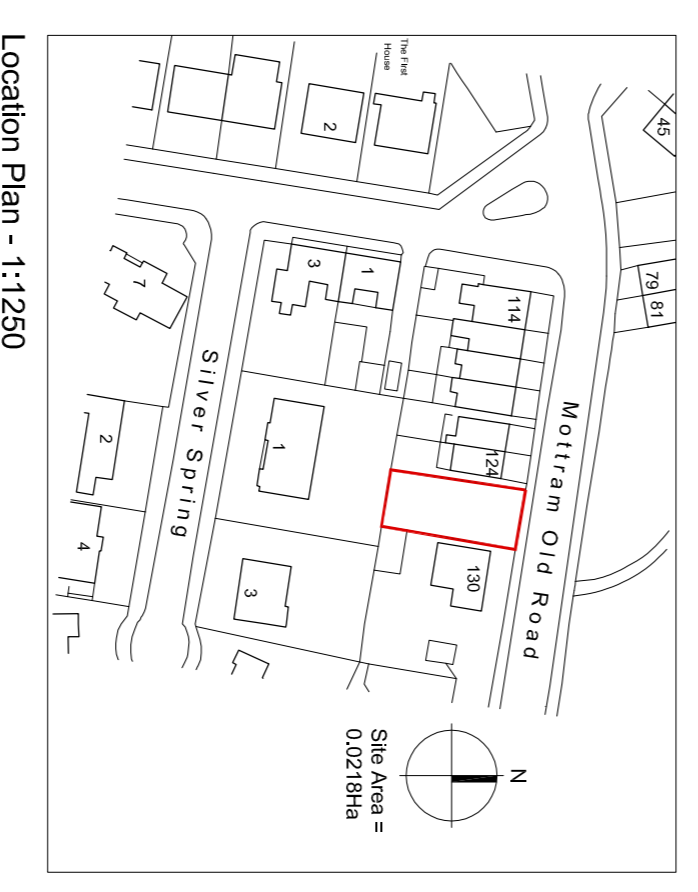 Location Plan - 1:1250
45
79
81
The First
House
2
114
1
3
Mottram Old Road
124
7
Silver Spring
1
130
2
3
4
N
Site Area =
0.0218Ha